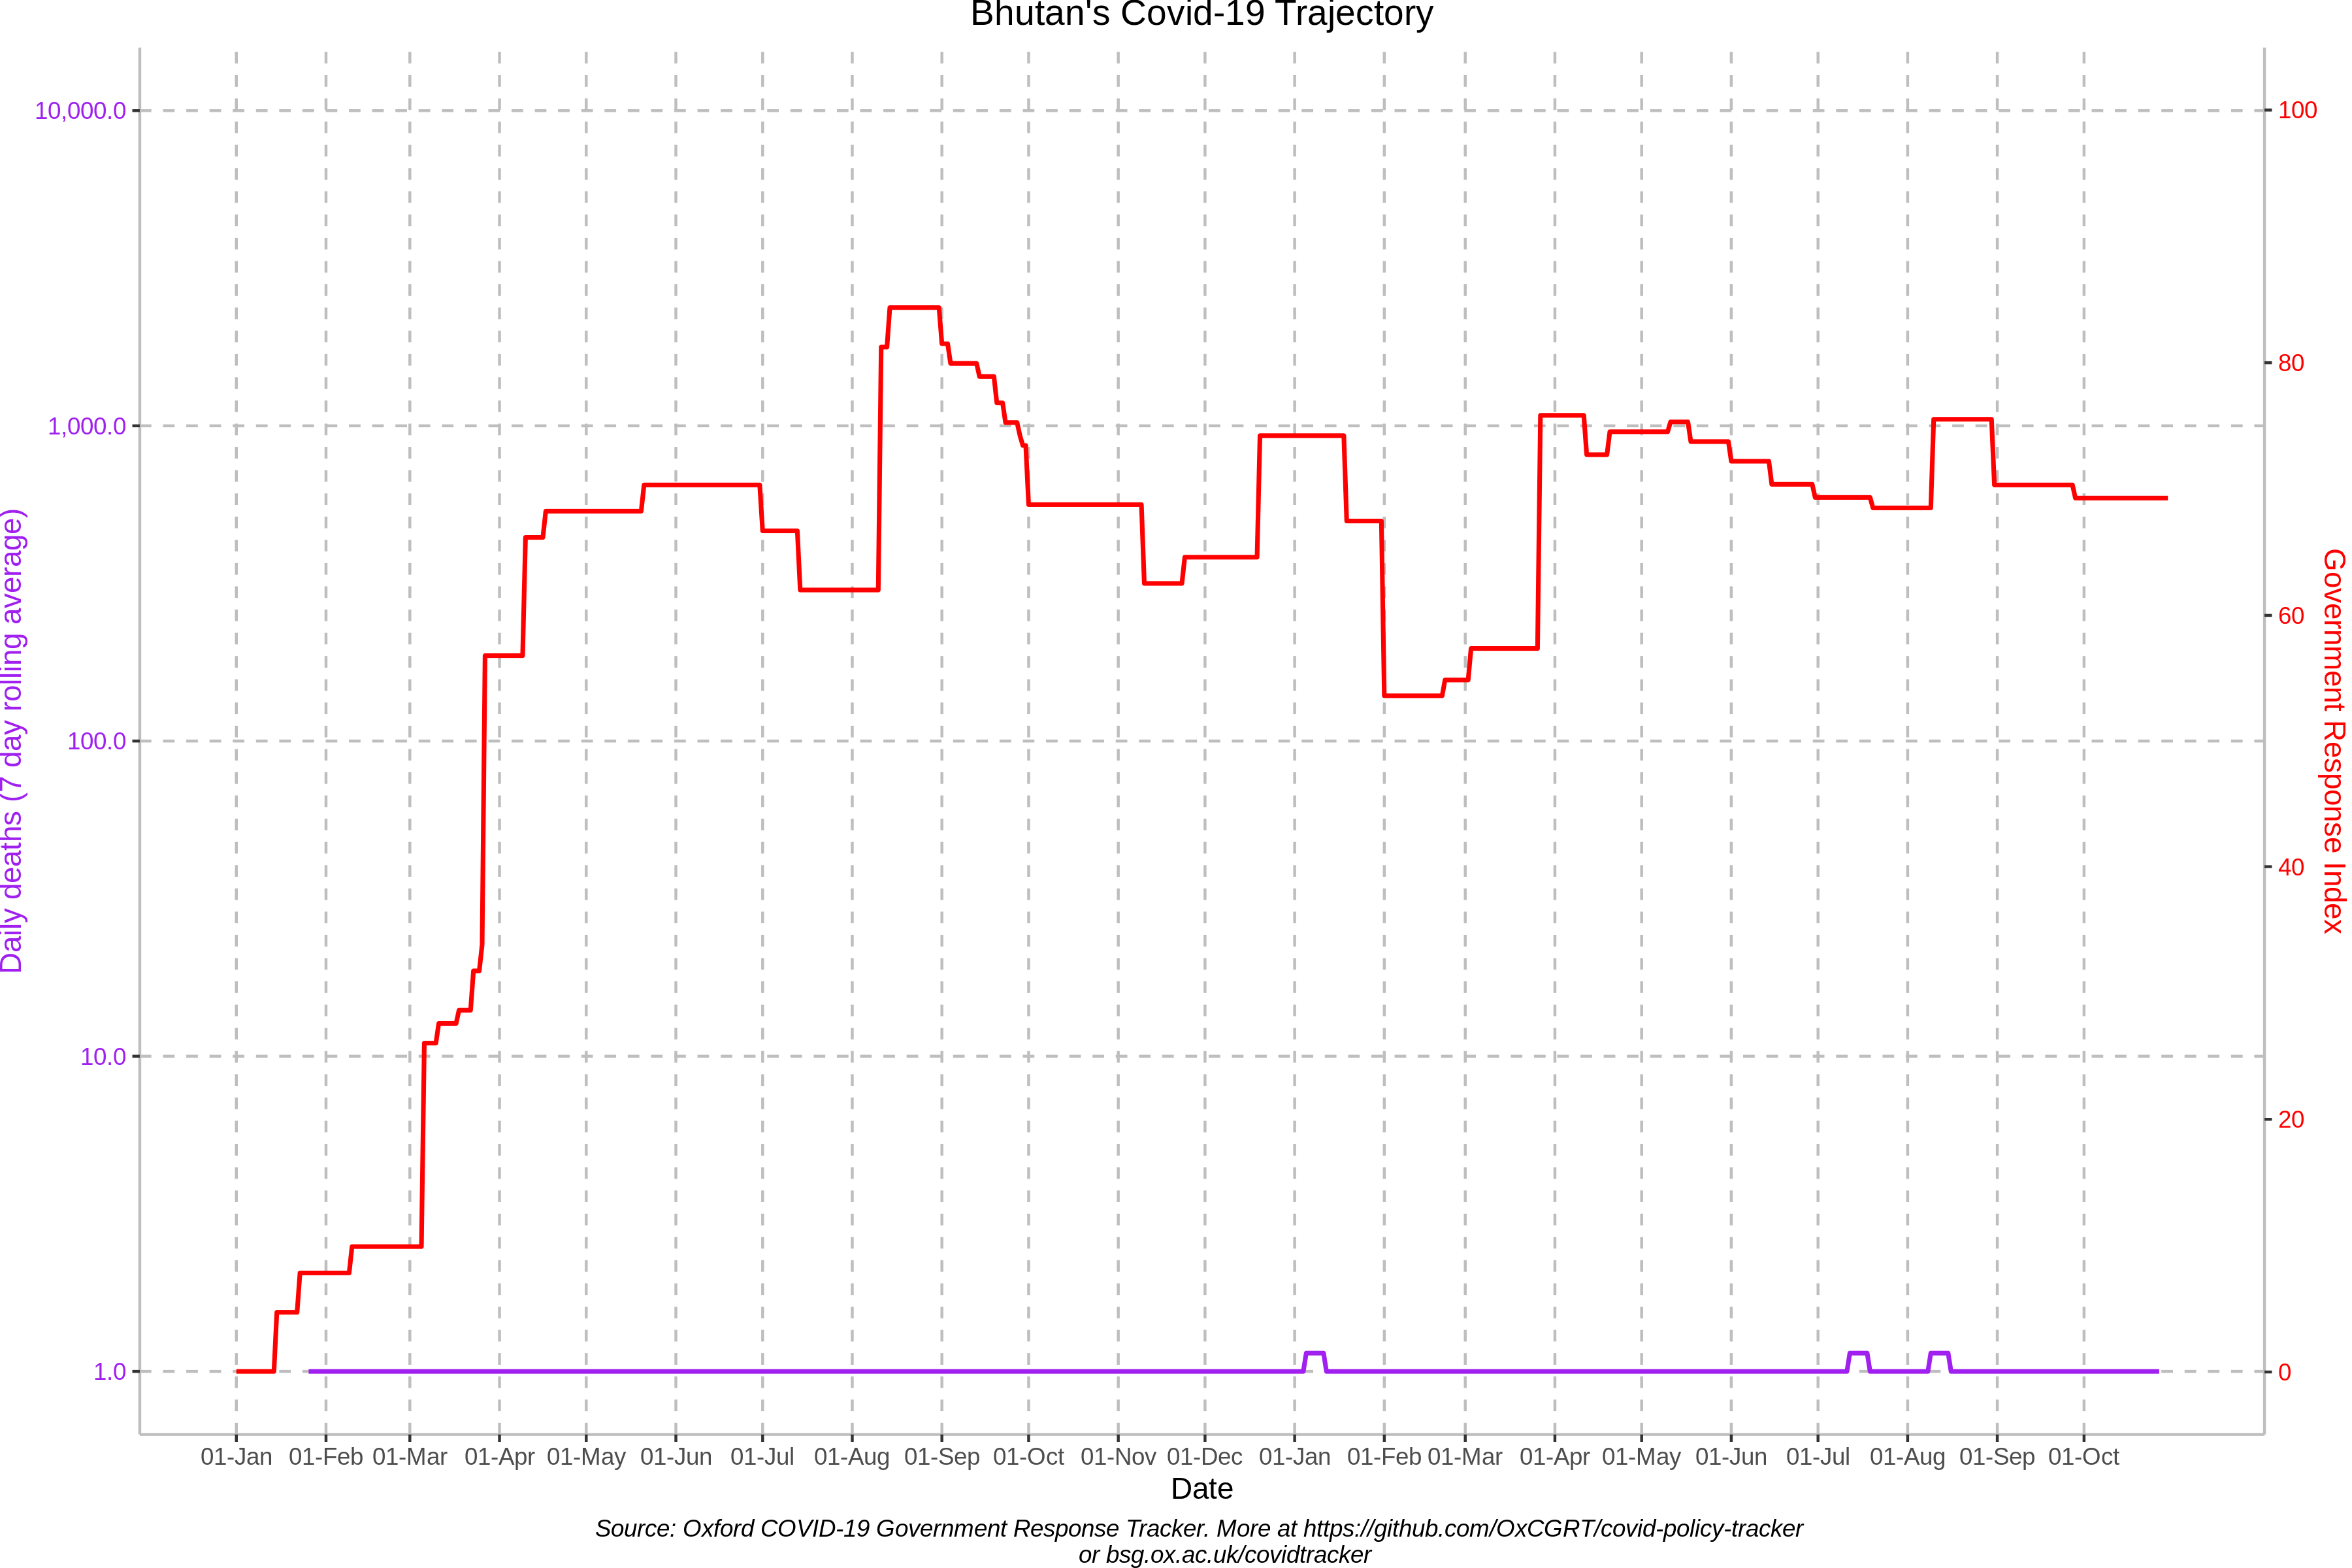 Bhutan's Covid-19 Trajectory
Daily deaths (7 day rolling average)
10,000.0
1,000.0
100.0
10.0
1.0
100
80
60
40
20
0
Government Response Index
01-Jan 01-Feb 01-Mar 01-Apr 01-May 01-Jun 01-Jul 01-Aug 01-Sep 01-Oct 01-Nov 01-Dec 01-Jan 01-Feb 01-Mar 01-Apr 01-May 01-Jun 01-Jul 01-Aug 01-Sep 01-Oct
Date
Source: Oxford COVID-19 Government Response Tracker. More at https://github.com/OxCGRT/covid-policy-tracker
or bsg.ox.ac.uk/covidtracker